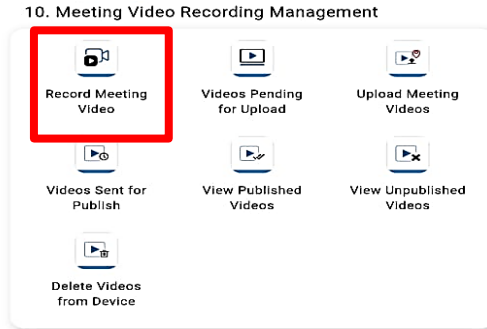 10. Meeting Video Recording Management
Record Meeting
Video
Videos Pending
for Upload
Upload Meeting
Videos
Videos Sent for
Publish
View Published
Videos
View Unpublished
Videos
Delete Videos
from Device